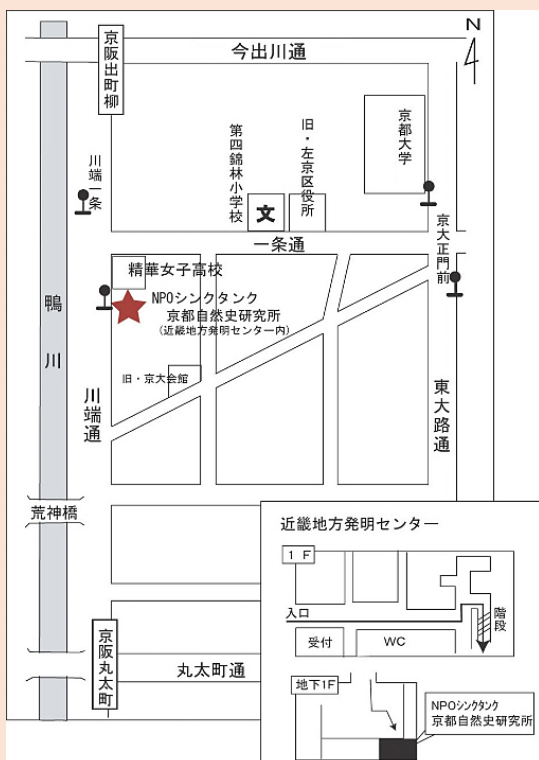 N
今出川通
京阪出町柳
京都大学
旧・左京区役所
第四錦林小学校
文
川端一条
一条通
京大正門前
精華女子高校
NPOシンクタンク
京都自然史研究所
(近畿地方発明センター内)
鴨川
旧・京大会館
川端通
東大路通
荒神橋
京阪丸太町
丸太町通
近畿地方発明センター
1 F
入口
階段
受付
WC
地下1F
NPOシンクタンク
京都自然史研究所